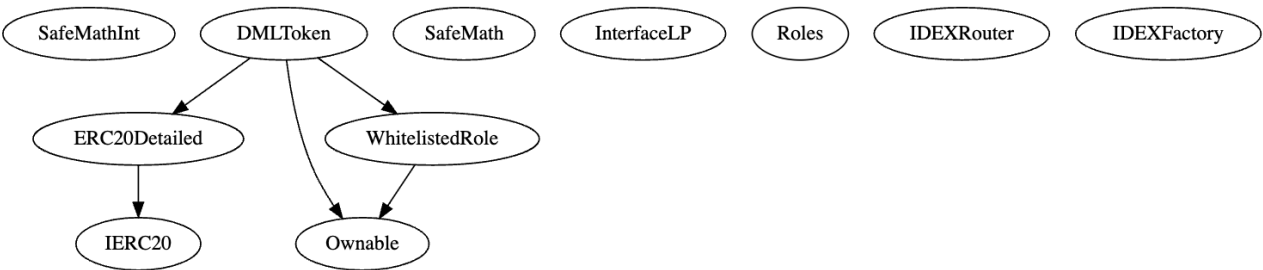 SafeMathInt
DMLToken
SafeMath
InterfaceLP
Roles
IDEXRouter
IDEXFactory
ERC20Detailed
WhitelistedRole
IERC20
Ownable